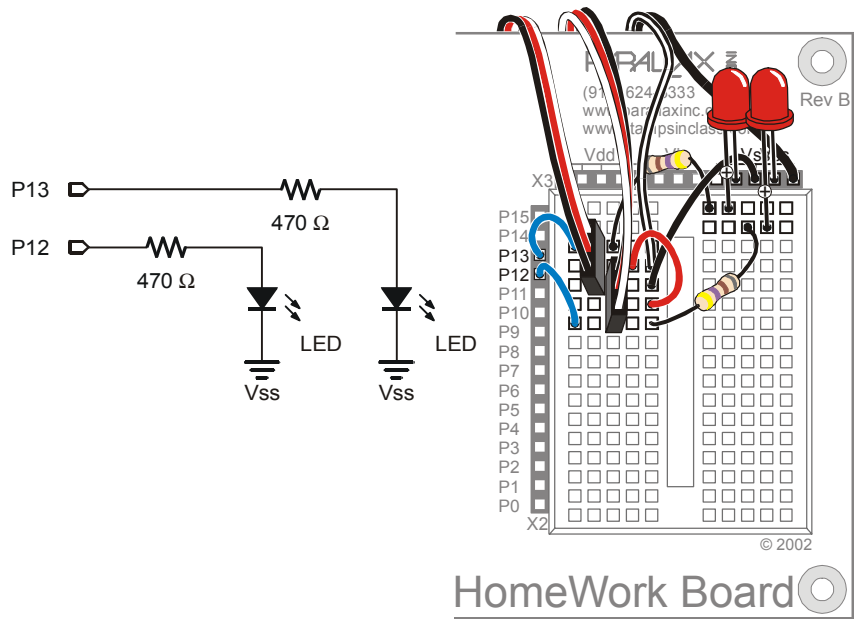 P13
470 Ω
P12
470 Ω
LED
LED
Vss
Vss
Rev B
Vdd
X3
P15
P14
P13
P12
P11
P10
P9
P8
P7
P6
P5
P4
P3
P2
P1
P0
X2
© 2002
HomeWork Board